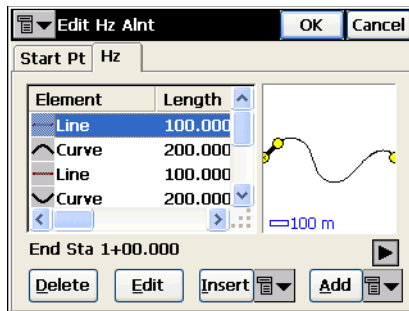 Edit Hz Alnt OK Cancel
Start Pt Hz
Element Length
Line 100.000
Curve 200.000
Line 100.000
Curve 200.000
100 m
End Sta 1+00.000
Delete Edit Insert Add